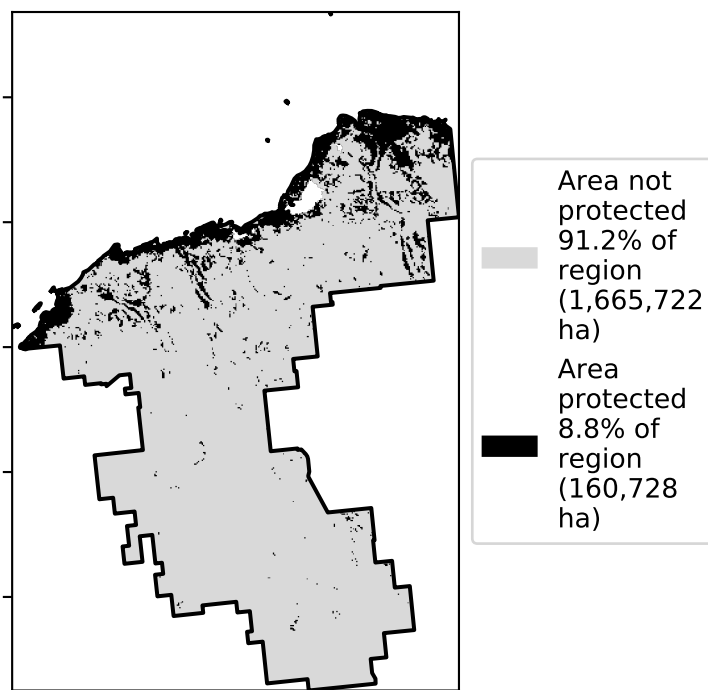 Area not
protected
91.2% of
region
(1,665,722
ha)
Area
protected
8.8% of
region
(160,728
ha)